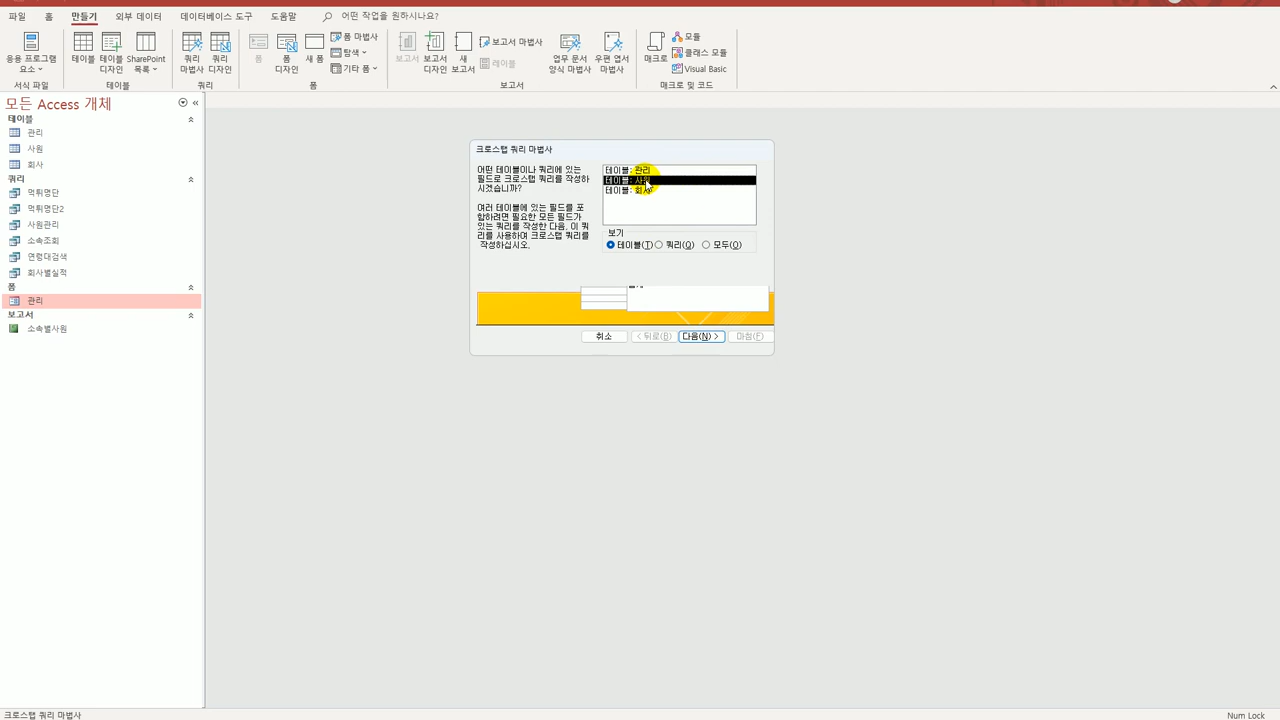 파일 홈 만들기 외부 데이터 데이터베이스 도구 도움말 어떤 작업을 원하시나요?
응용 프로그램 요소
테이블
테이블 디자인
SharePoint 목록
쿼리 마법사
쿼리 디자인
폼
폼 디자인
새 폼
폼 마법사
탐색
기타 폼
보고서
보고서 디자인
새 보고서
보고서 마법사
레이블
업무 문서 양식 마법사
우편 엽서 마법사
매크로
모듈
클래스 모듈
Visual Basic
서식 파일 테이블 쿼리 폼 보고서 매크로 및 코드
모든 Access 개체
테이블
관리
사원
회사
쿼리
먹튀명단
먹튀명단2
사원관리
소속조회
연령대검색
회사별실적
폼
관리
보고서
소속별사원
크로스탭 쿼리 마법사
어떤 테이블이나 쿼리에 있는
필드로 크로스탭 쿼리를 작성하
시겠습니까?
여러 테이블에 있는 필드를 포
함하려면 필요한 모든 필드가
있는 쿼리를 작성한 다음, 이 쿼
리를 사용하여 크로스탭 쿼리를
작성하십시오.
테이블: 관리
테이블: 사원
테이블: 회사
보기
테이블(T) 쿼리(Q) 모두(O)
취소 < 뒤로(B) 다음(N) > 마침(F)
크로스탭 쿼리 마법사
Num Lock